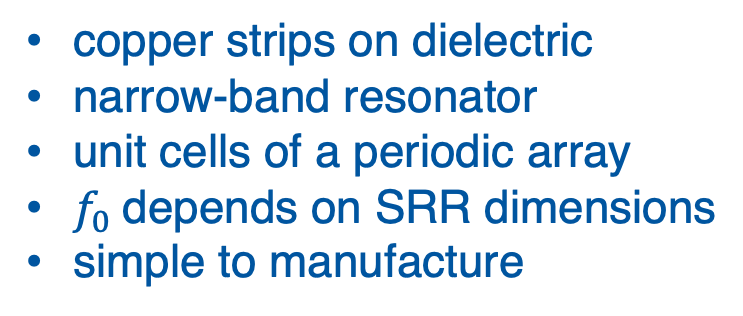 • copper strips on dielectric
• narrow-band resonator
• unit cells of a periodic array
• 𝑓₀ depends on SRR dimensions
• simple to manufacture